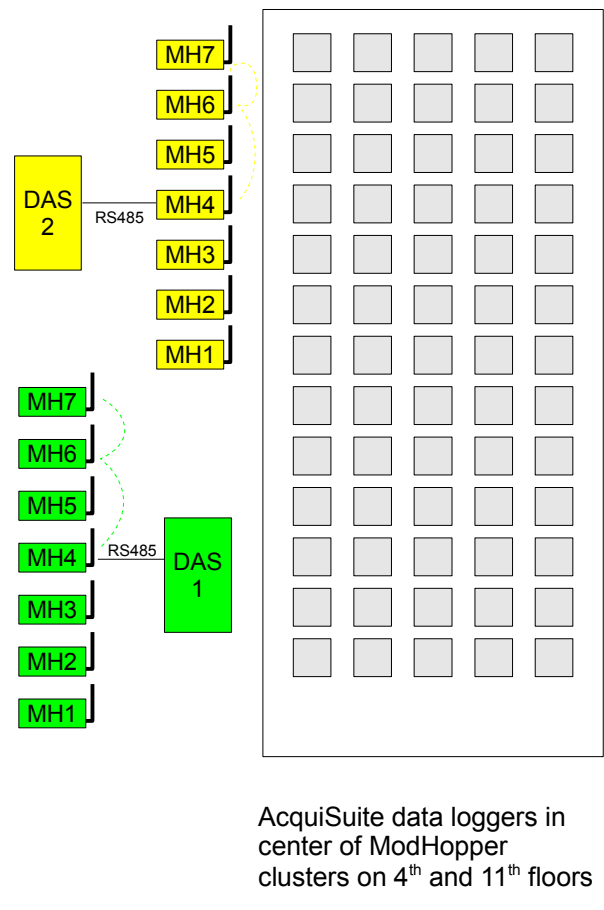 MH7
MH6
MH5
DAS
2
RS485
MH4
MH3
MH2
MH1
MH7
MH6
MH5
MH4
RS485
DAS
1
MH3
MH2
MH1
AcquiSuite data loggers in
center of ModHopper
clusters on 4th and 11th floors